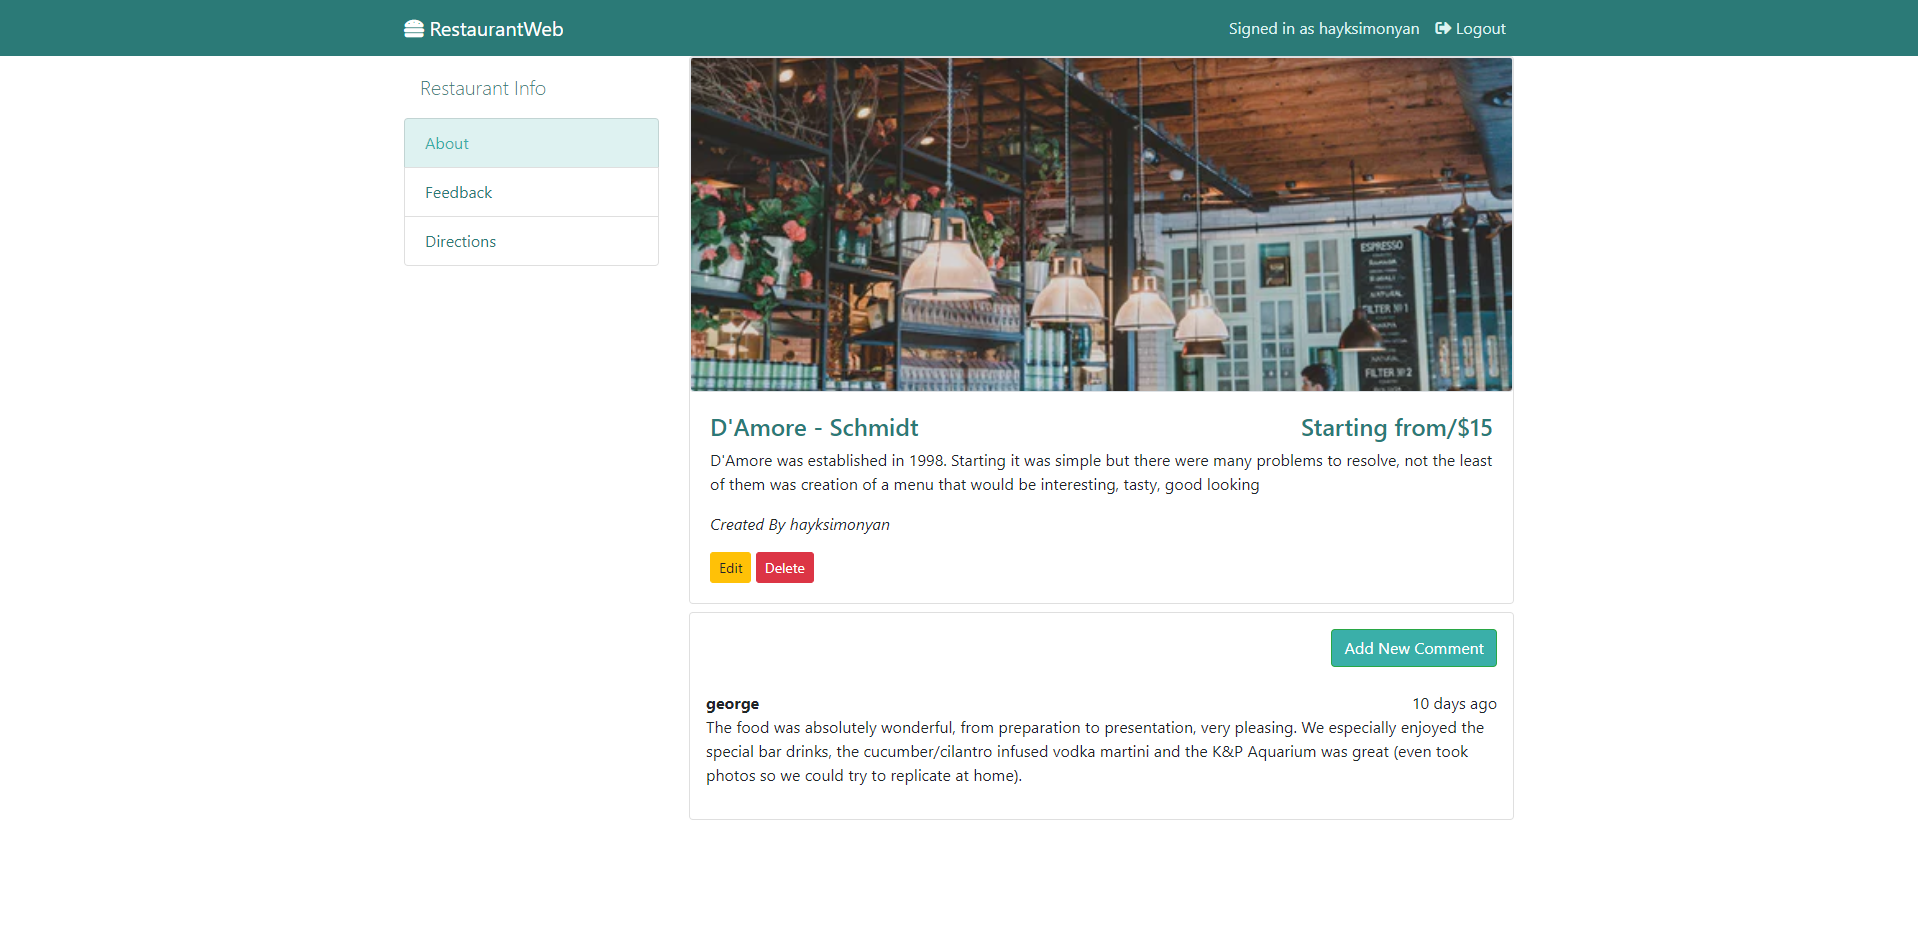 RestaurantWeb
Signed in as hayksimonyan
Logout
Restaurant Info
About
Feedback
Directions
ESPRESSO
NATURAL
FILTER Nº1
NATURAL
FILTER Nº2
D'Amore - Schmidt
Starting from/$15
D'Amore was established in 1998. Starting it was simple but there were many problems to resolve, not the least
of them was creation of a menu that would be interesting, tasty, good looking
Created By hayksimonyan
Edit
Delete
Add New Comment
george
10 days ago
The food was absolutely wonderful, from preparation to presentation, very pleasing. We especially enjoyed the
special bar drinks, the cucumber/cilantro infused vodka martini and the K&P Aquarium was great (even took
photos so we could try to replicate at home).